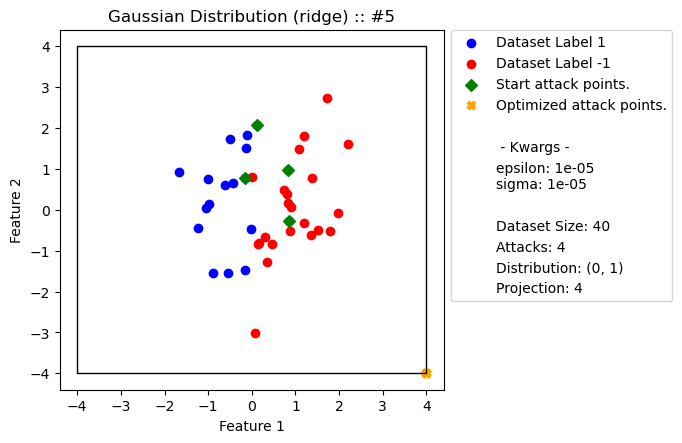 Gaussian Distribution (ridge) :: #5
Feature 2
4
3
2
1
0
−1
−2
−3
−4
−4 −3 −2 −1 0 1 2 3 4
Feature 1
Dataset Label 1
Dataset Label -1
Start attack points.
Optimized attack points.
- Kwargs -
epsilon: 1e-05
sigma: 1e-05
Dataset Size: 40
Attacks: 4
Distribution: (0, 1)
Projection: 4